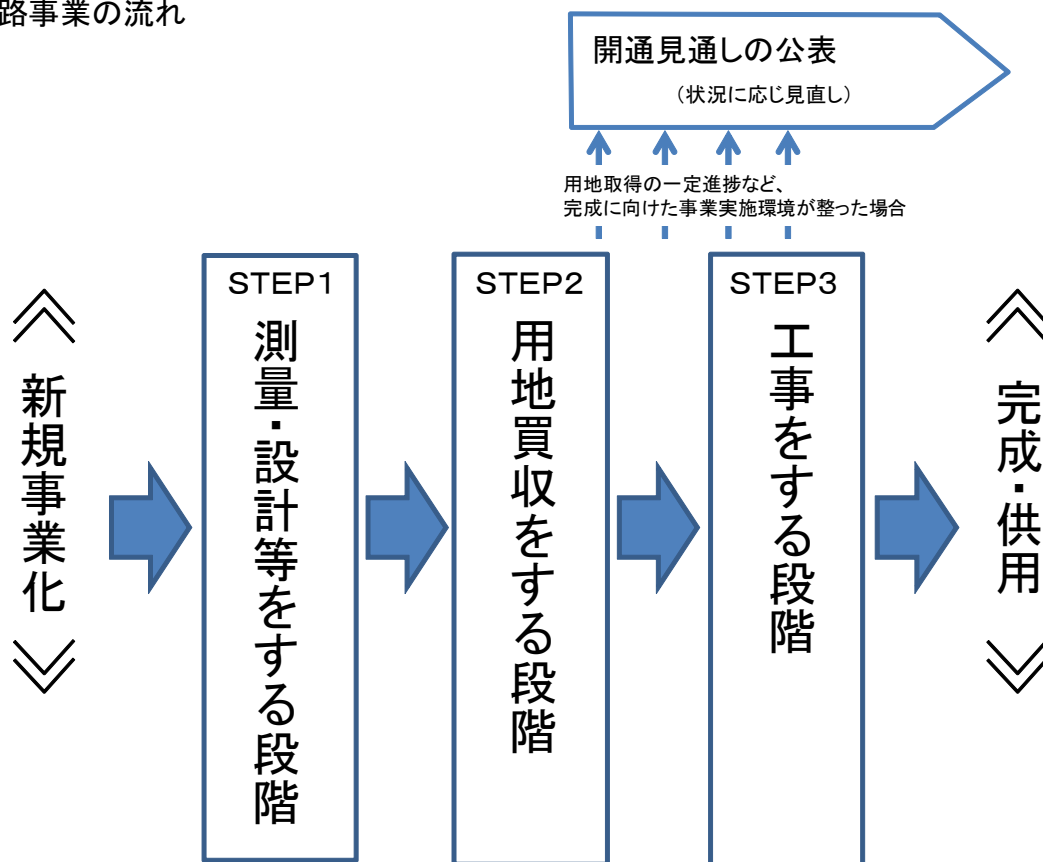 路事業の流れ
開通見通しの公表
(状況に応じ見直し)
用地取得の一定進捗など、
完成に向けた事業実施環境が整った場合
《新規事業化》
STEP1
測量・設計等をする段階
STEP2
用地買収をする段階
STEP3
工事をする段階
《完成・供用》